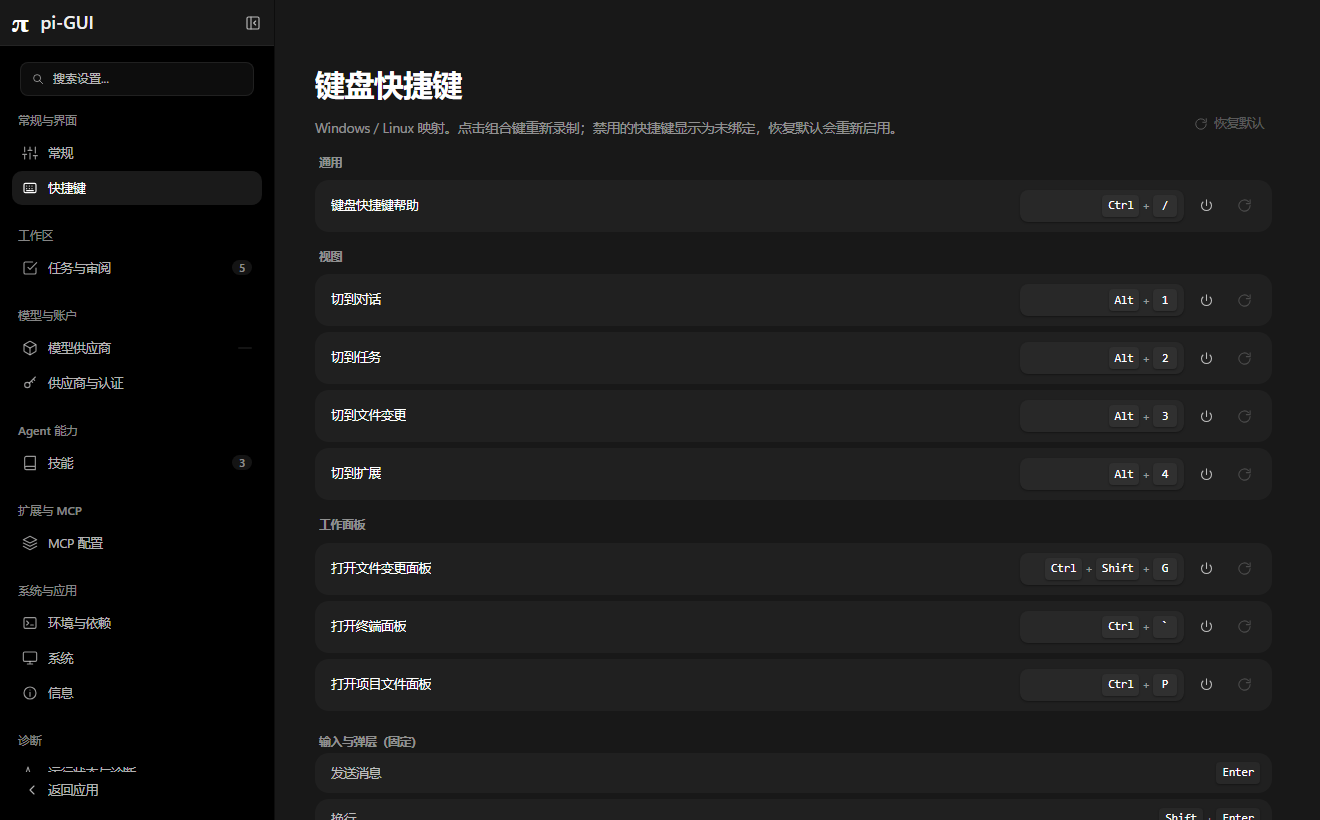 π pi-GUI
搜索设置...
常规与界面
常规
快捷键
工作区
任务与审阅 5
模型与账户
模型供应商
供应商与认证
Agent 能力
技能 3
扩展与 MCP
MCP 配置
系统与应用
环境与依赖
系统
信息
诊断
返回应用
键盘快捷键
Windows / Linux 映射。点击组合键重新录制；禁用的快捷键显示为未绑定，恢复默认会重新启用。
恢复默认
通用
键盘快捷键帮助 Ctrl + /
视图
切到对话 Alt + 1
切到任务 Alt + 2
切到文件变更 Alt + 3
切到扩展 Alt + 4
工作面板
打开文件变更面板 Ctrl + Shift + G
打开终端面板 Ctrl + `
打开项目文件面板 Ctrl + P
输入与弹层（固定）
发送消息 Enter
换行 Shift + Enter